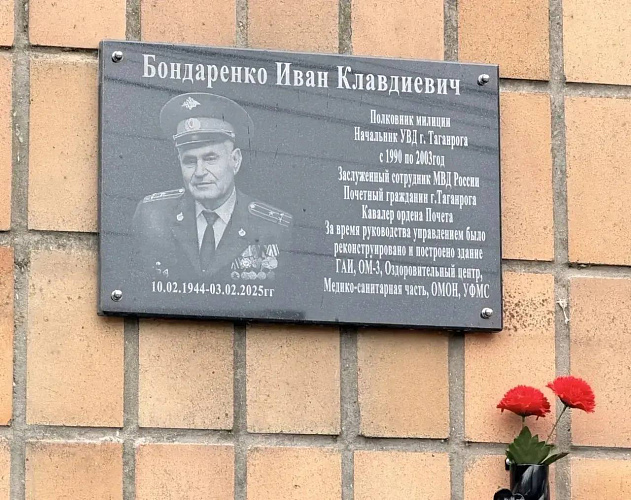 Бондаренко Иван Клавдиевич
Полковник милиции
Начальник УВД г. Таганрога
с 1990 по 2003год
Заслуженный сотрудник МВД России
Почетный гражданин г.Таганрога
Кавалер ордена Почета
За время руководства управлением было
реконструировано и построено здание
ГАИ, ОМ-3, Оздоровительный центр,
Медико-санитарная часть, ОМОН, УФМС
10.02.1944-03.02.2025гг